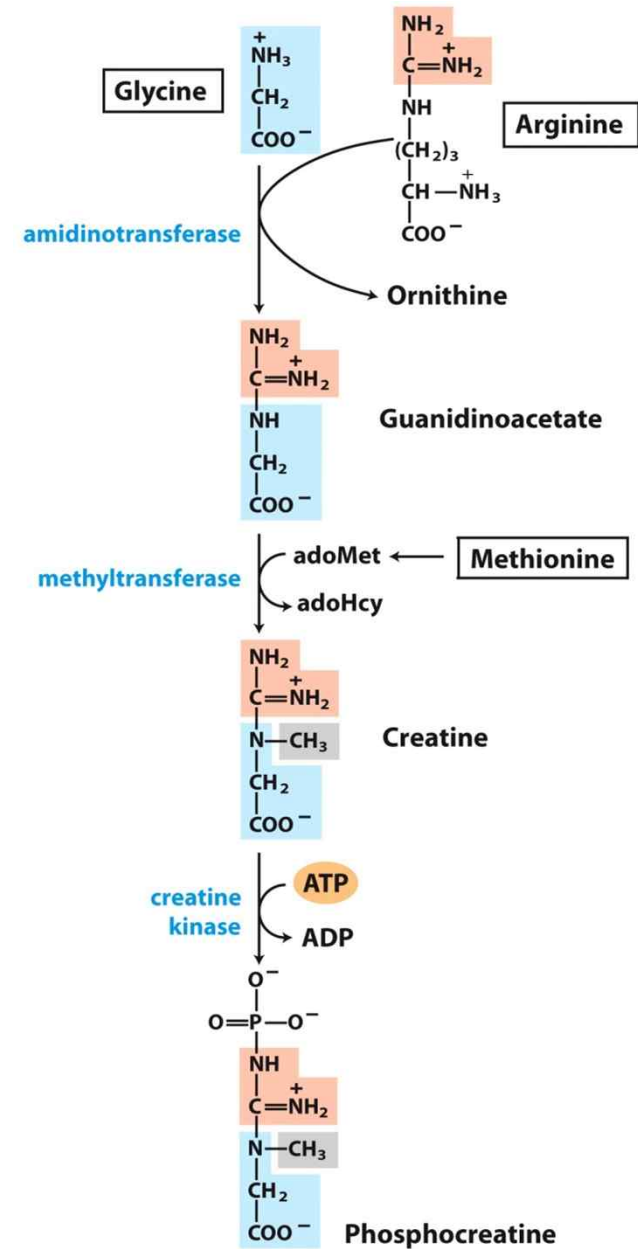 Glycine
+
NH₃
CH₂
COO⁻
NH₂
+
C=NH₂
NH
(CH₂)₃
+
CH—NH₃
COO⁻
Arginine
amidinotransferase
Ornithine
NH₂
+
C=NH₂
NH
CH₂
COO⁻
Guanidinoacetate
methyltransferase
adoMet
Methionine
adoHcy
NH₂
+
C=NH₂
N—CH₃
CH₂
COO⁻
Creatine
creatine
kinase
ATP
ADP
O⁻
O=P—O⁻
NH
+
C=NH₂
N—CH₃
CH₂
COO⁻
Phosphocreatine